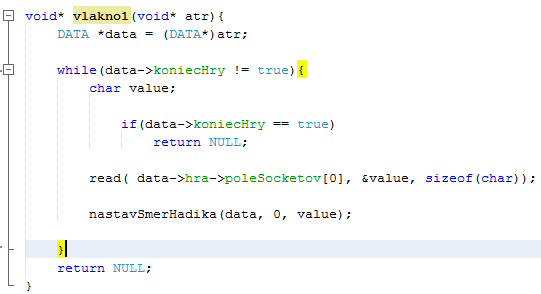 void* vlakno1(void* atr){
DATA *data = (DATA*)atr;
while(data->koniecHry != true){
char value;
if(data->koniecHry == true)
return NULL;
read( data->hra->poleSocketov[0], &value, sizeof(char));
nastavSmerHadika(data, 0, value);
}
return NULL;
}